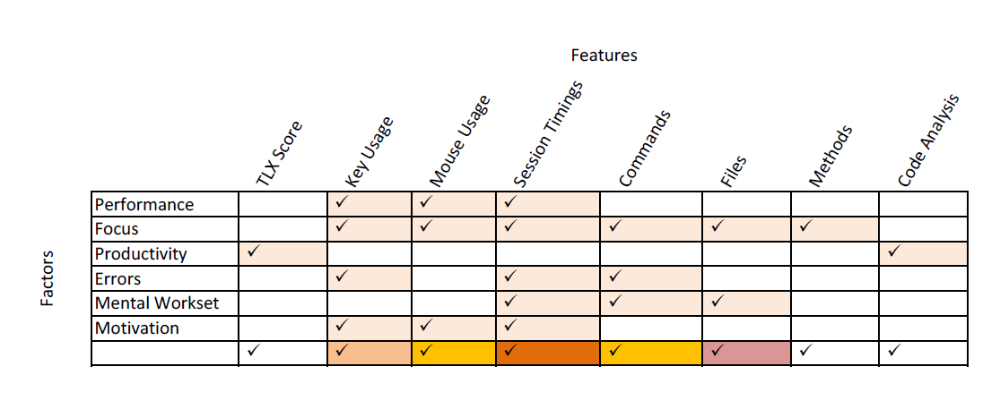 Features
TLX Score
Key Usage
Mouse Usage
Session Timings
Commands
Files
Methods
Code Analysis
Factors
Performance ✓ ✓ ✓
Focus ✓ ✓ ✓ ✓ ✓ ✓
Productivity ✓ ✓
Errors ✓ ✓ ✓
Mental Workset ✓ ✓ ✓
Motivation ✓ ✓ ✓
✓ ✓ ✓ ✓ ✓ ✓ ✓ ✓